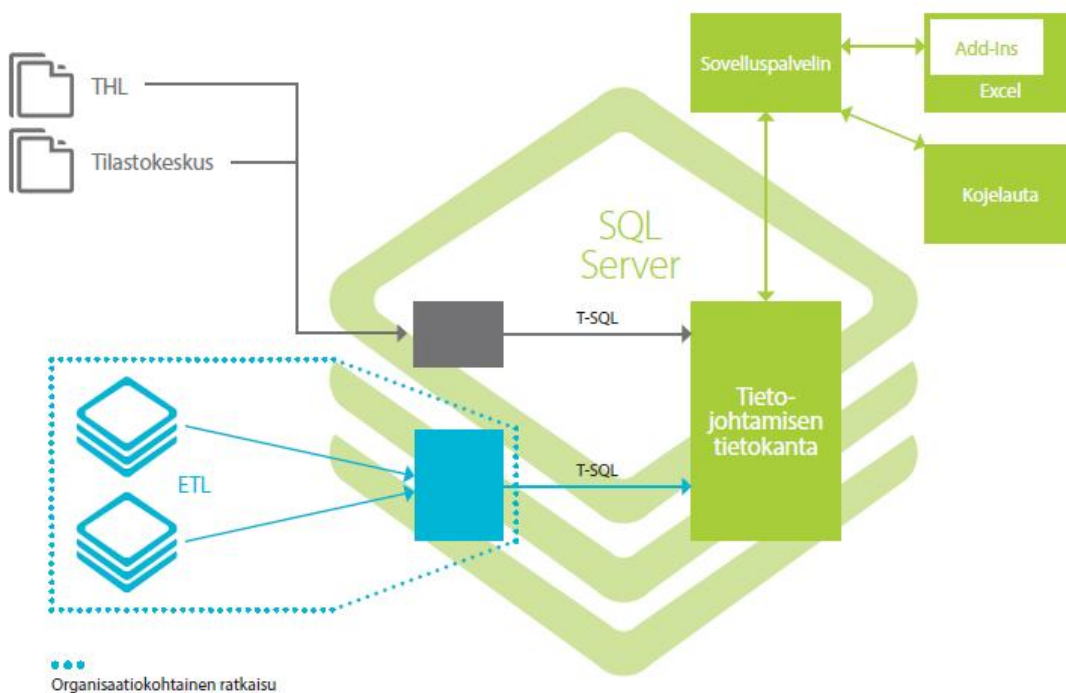 THL
Tilastokeskus
Sovelluspalvelin
Add-Ins
Excel
Kojelauta
SQL
Server
T-SQL
Tieto-
johtamisen
tietokanta
ETL
T-SQL
Organisaatiokohtainen ratkaisu